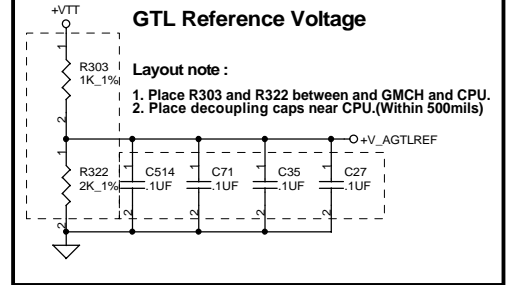 +VTT
GTL Reference Voltage
1
R303
1K_1%
2
Layout note :
1. Place R303 and R322 between and GMCH and CPU.
2. Place decoupling caps near CPU.(Within 500mils)
+V_AGTLREF
1
R322
2K_1%
2
1
C514
.1UF
2
1
C71
.1UF
2
1
C35
.1UF
2
1
C27
.1UF
2